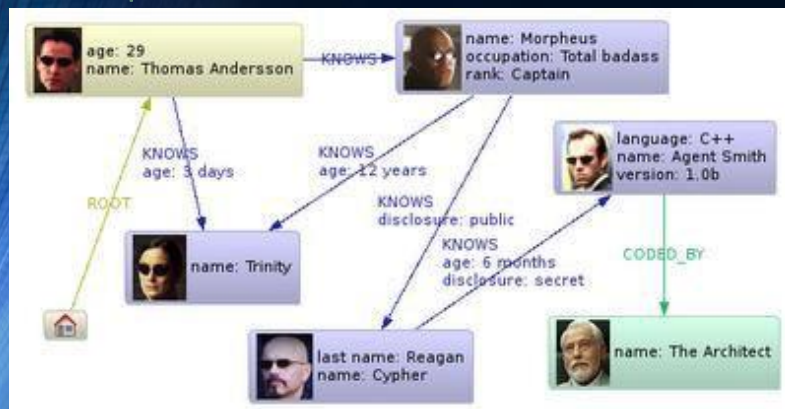 age: 29
name: Thomas Andersson
KNOWS
name: Morpheus
occupation: Total badass
rank: Captain
KNOWS
age: 3 days
KNOWS
age: 12 years
language: C++
name: Agent Smith
version: 1.0b
ROOT
KNOWS
disclosure: public
name: Trinity
KNOWS
age: 6 months
disclosure: secret
CODED_BY
last name: Reagan
name: Cypher
name: The Architect